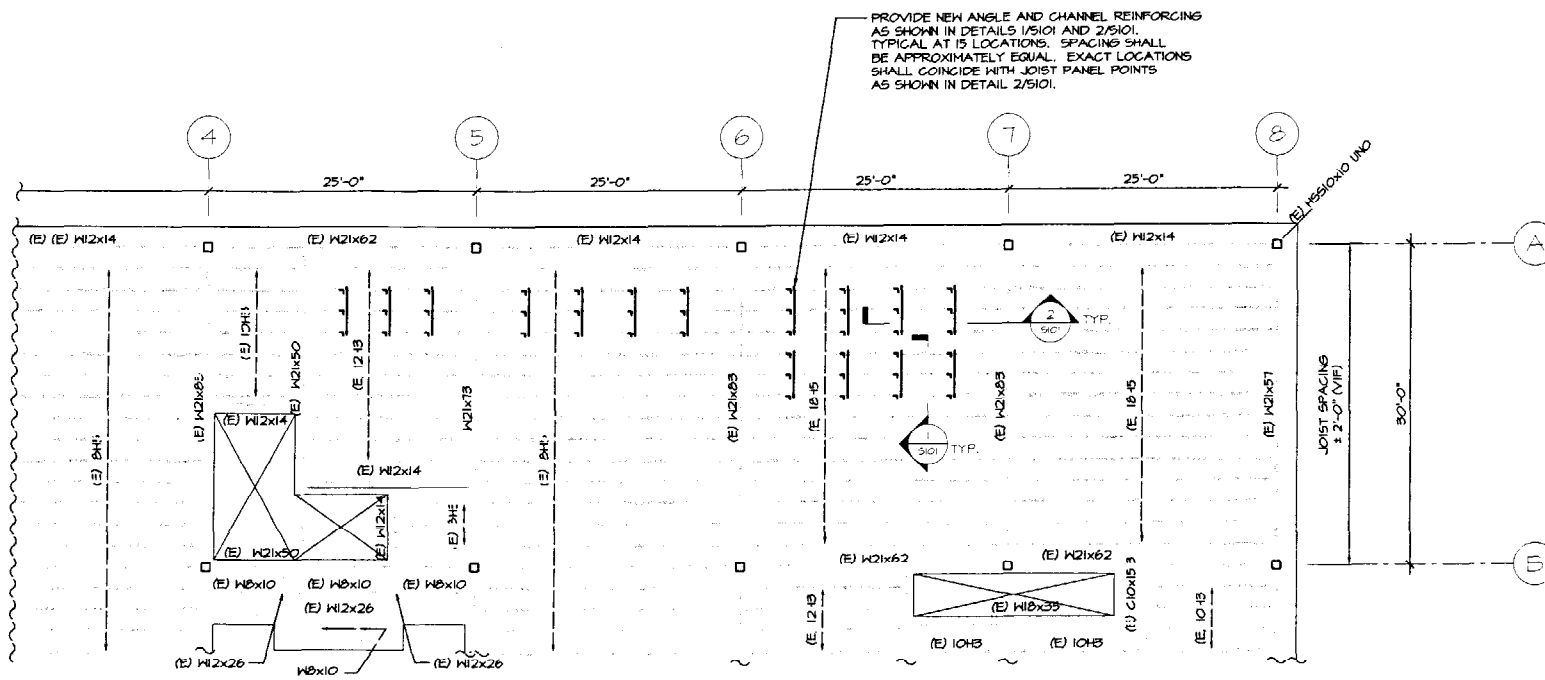 PROVIDE NEW ANGLE AND CHANNEL REINFORCING
AS SHOWN IN DETAILS 1/S101 AND 2/S101.
TYPICAL AT 15 LOCATIONS. SPACING SHALL
BE APPROXIMATELY EQUAL. EXACT LOCATIONS
SHALL COINCIDE WITH JOIST PANEL POINTS
AS SHOWN IN DETAIL 2/S101.
4
5
6
7
8
25'-0"
25'-0"
25'-0"
25'-0"
(E) HSS10x10 UNO
(E) (E) W12x14
(E) W21x62
(E) W12x14
(E) W12x14
(E) W12x14
A
(E) 10H3
(E) W21x50
2
S101
TYP.
(E) W12x14
W21x73
(E) W21x83
(E) W21x83
(E) W21x57
JOIST SPACING
± 2'-0" (VIF)
30'-0"
1
S101
TYP.
(E) W12x14
(E) W21x50
(E) W21x62
(E) W21x62
B
(E) W8x10
(E) W8x10
(E) W8x10
(E) W12x26
(E) W18x35
(E) 10H3
(E) 10H3
(E) W12x26
W8x10
(E) W12x26